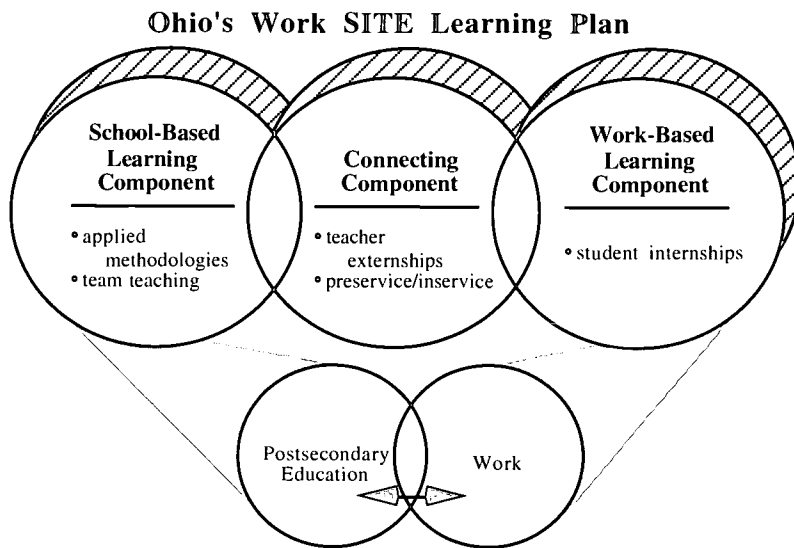 Ohio's Work SITE Learning Plan
School-Based
Learning
Component
• applied
methodologies
• team teaching
Connecting
Component
• teacher
externships
• preservice/inservice
Work-Based
Learning
Component
• student internships
Postsecondary
Education
Work